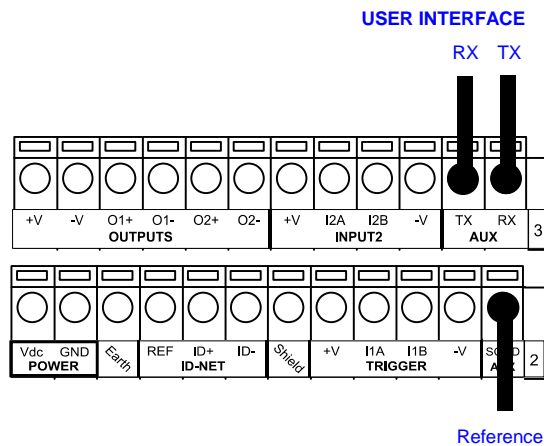 USER INTERFACE
RX TX
+V -V O1+ O1- O2+ O2- +V I2A I2B -V TX RX
OUTPUTS INPUT2 AUX 3
Vdc GND Earth REF ID+ ID- Shield +V I1A I1B -V
POWER ID-NET TRIGGER 2
Reference